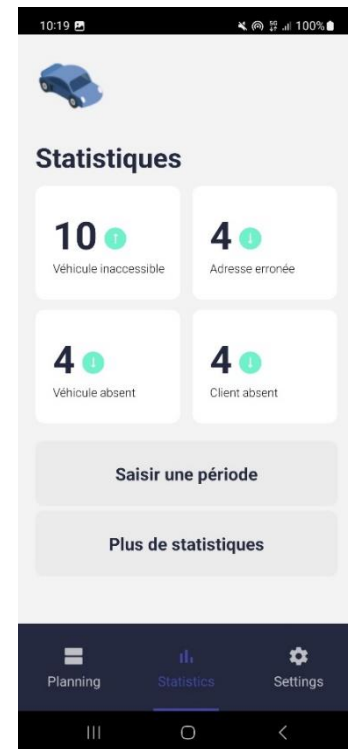 10:19 100%
Statistiques
10 4
Véhicule inaccessible Adresse erronée
4 4
Véhicule absent Client absent
Saisir une période
Plus de statistiques
Planning Statistics Settings